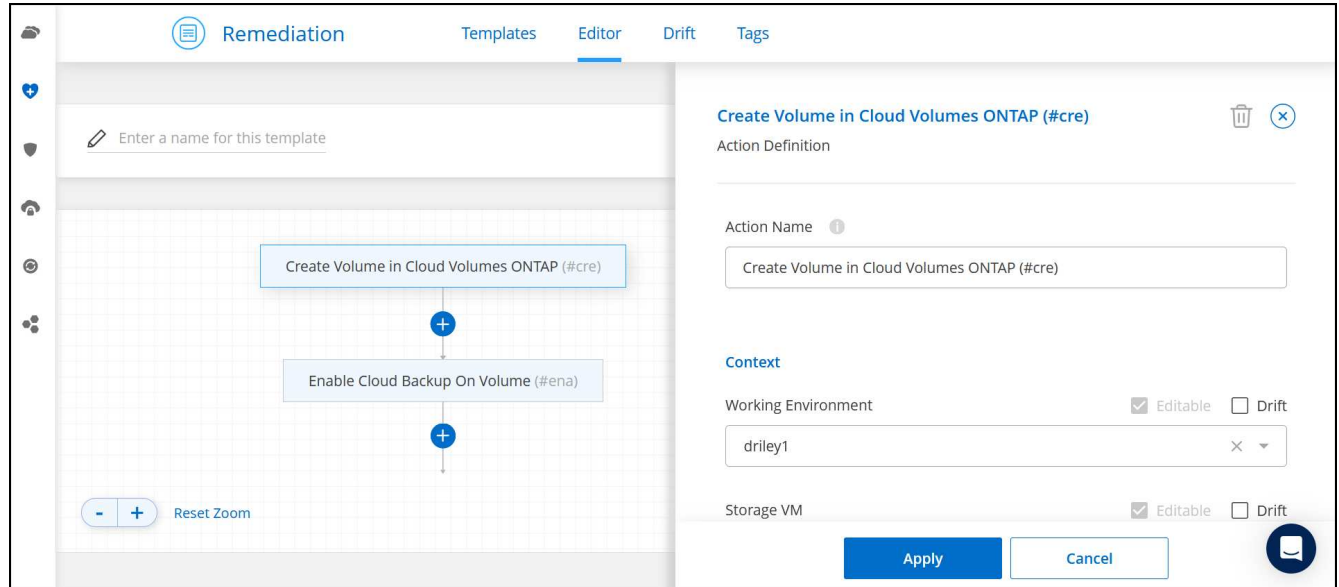 Remediation Templates Editor Drift Tags
Enter a name for this template
Create Volume in Cloud Volumes ONTAP (#cre)
Enable Cloud Backup On Volume (#ena)
- + Reset Zoom
Create Volume in Cloud Volumes ONTAP (#cre)
Action Definition
Action Name i
Create Volume in Cloud Volumes ONTAP (#cre)
Context
Working Environment Editable Drift
driley1
Storage VM Editable Drift
Apply Cancel